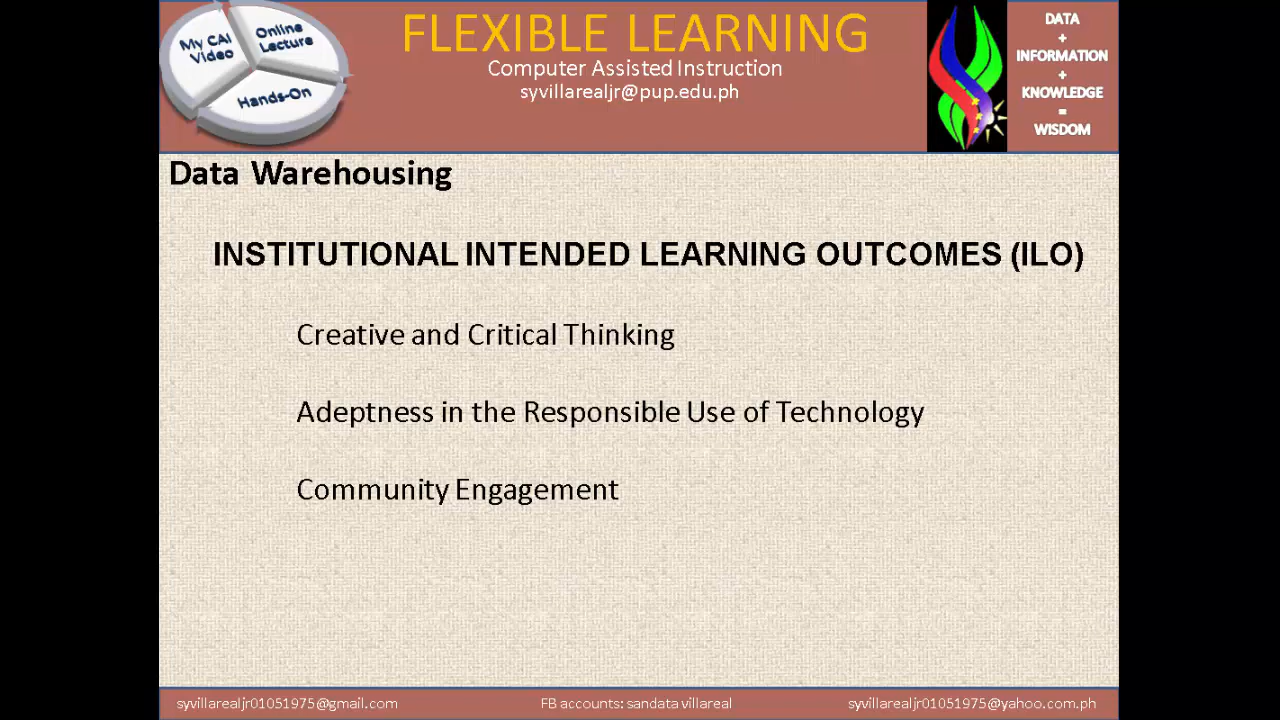 My CAI
Video
Online
Lecture
Hands-On
FLEXIBLE LEARNING
Computer Assisted Instruction
syvillarealjr@pup.edu.ph
DATA
+
INFORMATION
+
KNOWLEDGE
=
WISDOM
Data Warehousing
INSTITUTIONAL INTENDED LEARNING OUTCOMES (ILO)
Creative and Critical Thinking
Adeptness in the Responsible Use of Technology
Community Engagement
syvillarealjr01051975@gmail.com
FB accounts: sandata villareal
syvillarealjr01051975@yahoo.com.ph